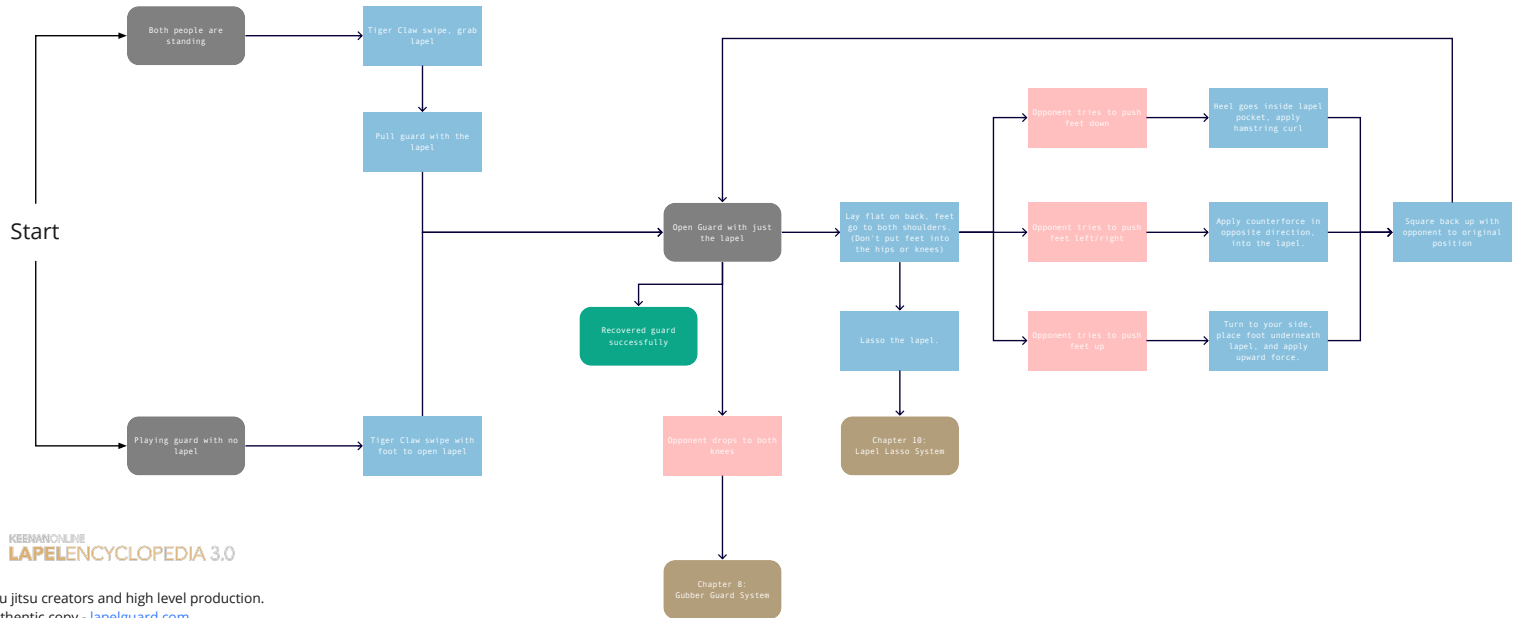 Both people are
standing
Tiger Claw swipe, grab
lapel
Pull guard with the
lapel
Start
Playing guard with no
lapel
Tiger Claw swipe with
foot to open lapel
Open Guard with just
the lapel
Recovered guard
successfully
Opponent drops to both
knees
Chapter 8:
Gubber Guard System
Lay flat on back, feet
go to both shoulders.
(Don't put feet into
the hips or knees)
Lasso the lapel.
Chapter 10:
Lapel Lasso System
Opponent tries to push
feet down
Heel goes inside lapel
pocket, apply
hamstring curl
Opponent tries to push
feet left/right
Apply counterforce in
opposite direction,
into the lapel.
Opponent tries to push
feet up
Turn to your side,
place foot underneath
lapel, and apply
upward force.
Square back up with
opponent to original
position
KEENANONLINE
LAPELENCYCLOPEDIA 3.0
u jitsu creators and high level production.
thentic copy - lapelguard.com